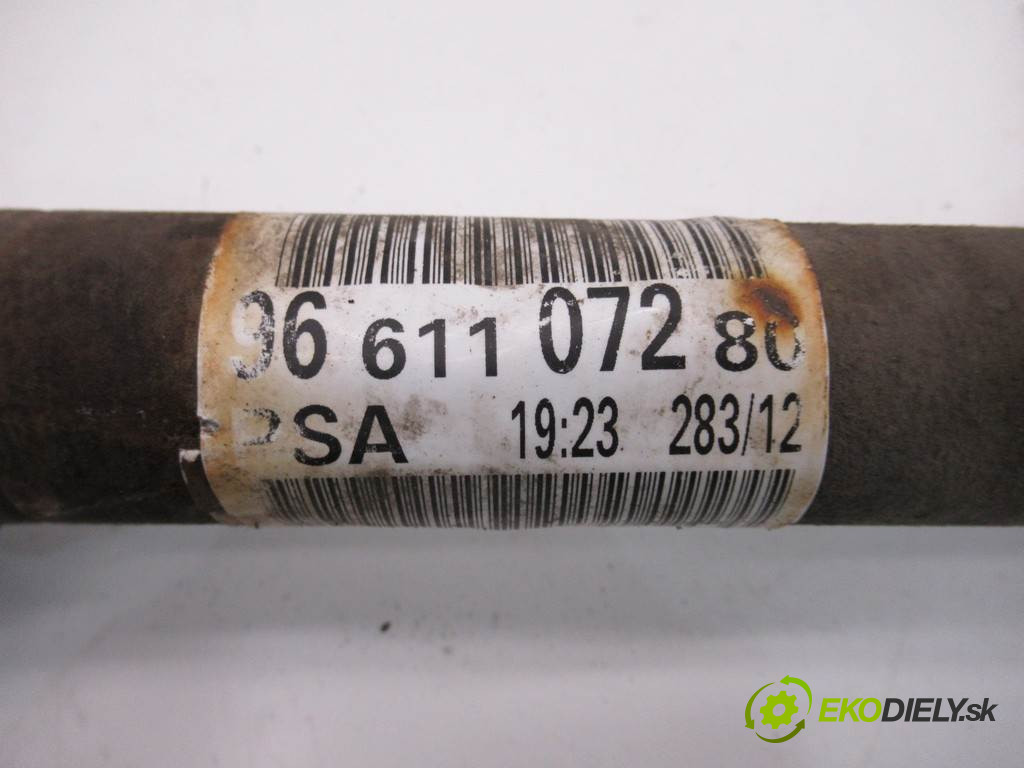 96 611 072 80
PSA 19:23 283/12
EKODIELY.sk